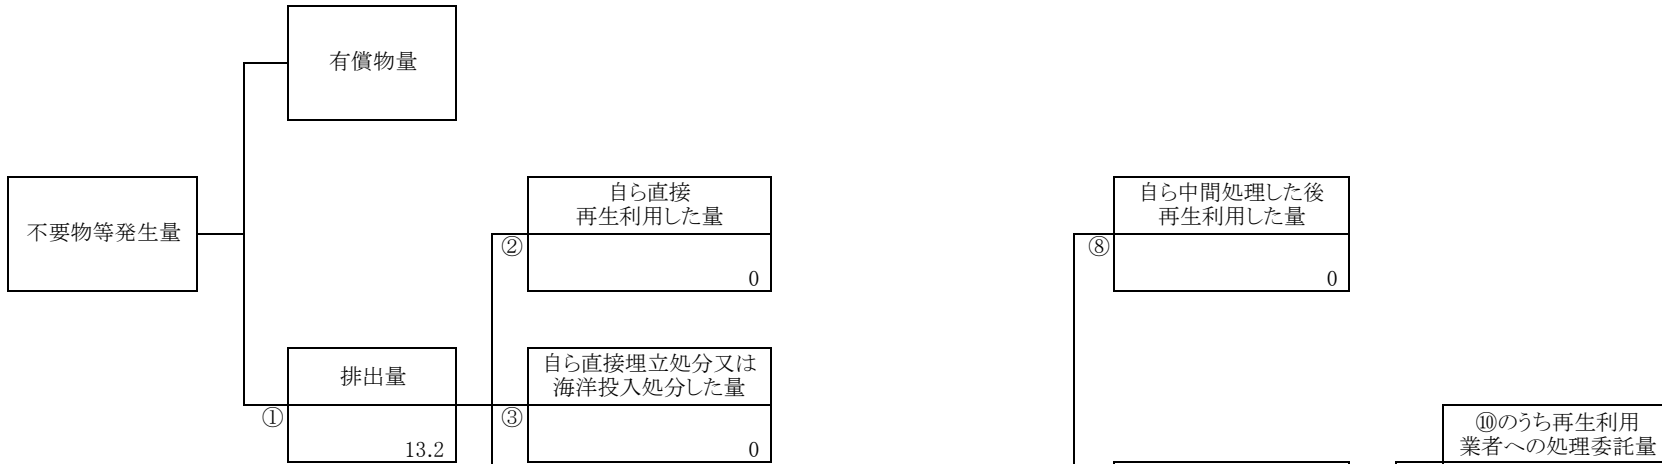 有償物量
不要物等発生量
自ら直接
再生利用した量
②
0
自ら中間処理した後
再生利用した量
⑧
0
排出量
①
13.2
自ら直接埋立処分又は
海洋投入処分した量
③
0
⑩のうち再生利用
業者への処理委託量